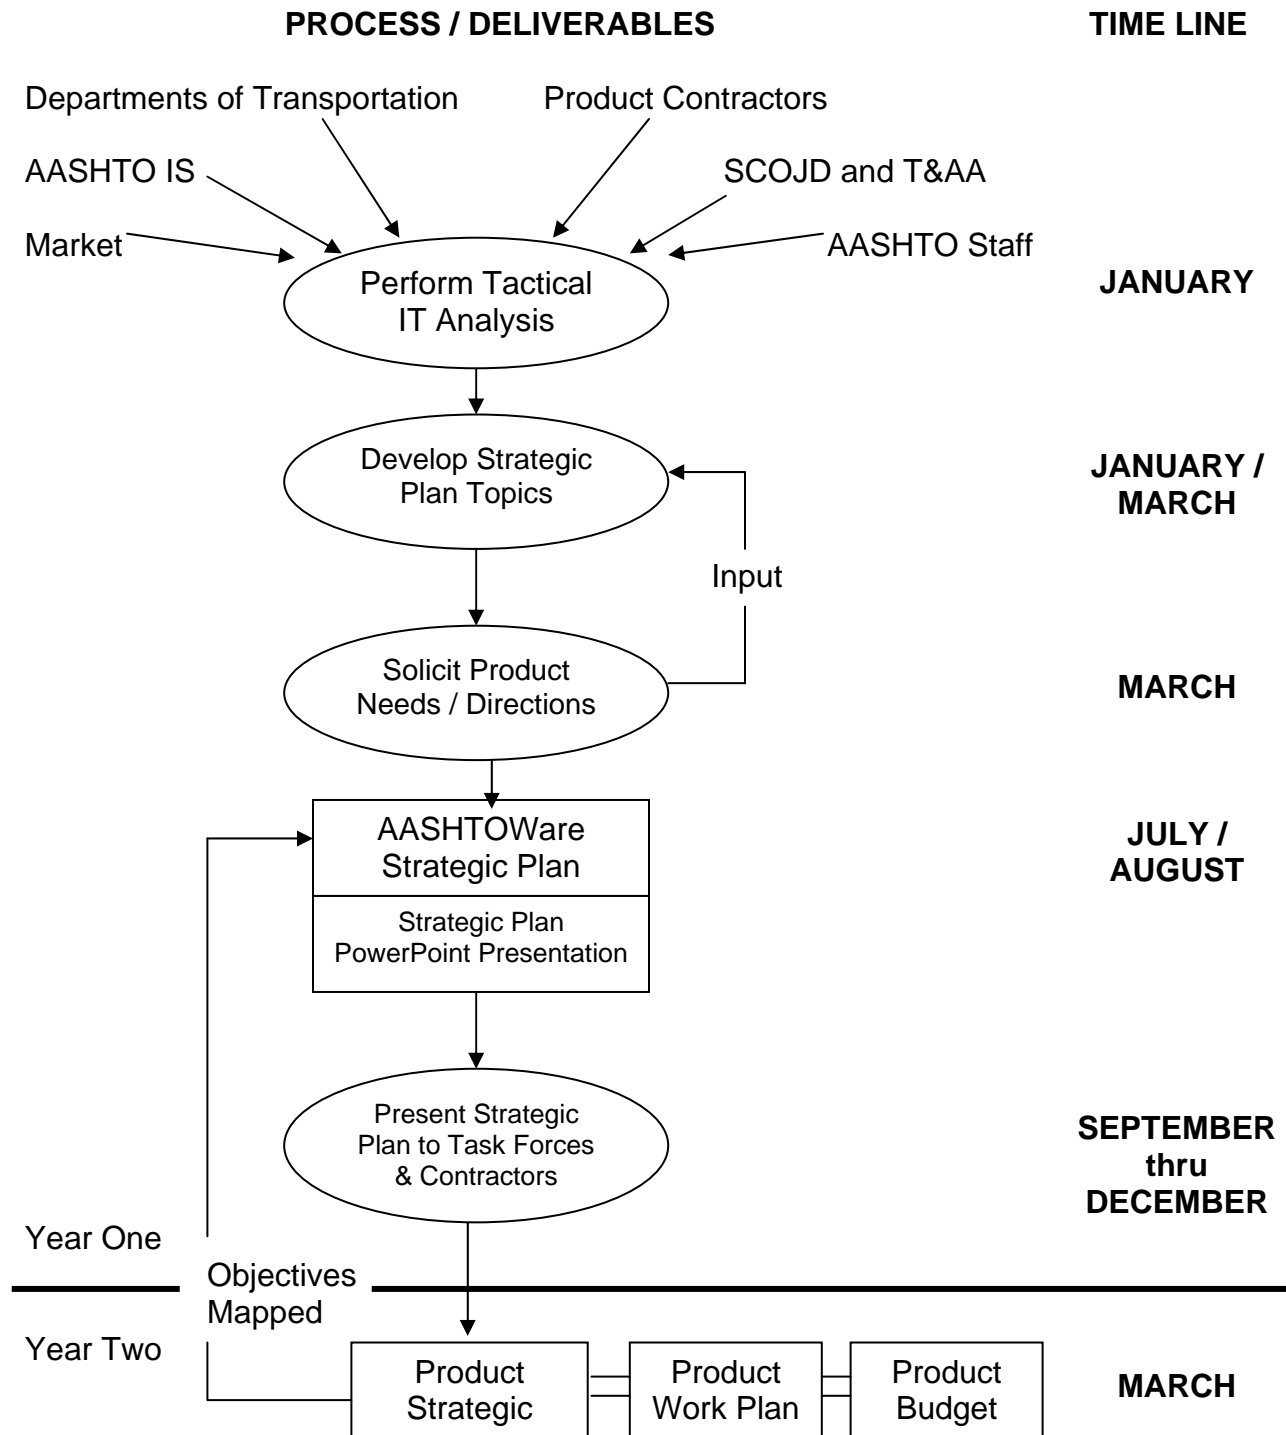 PROCESS / DELIVERABLES
TIME LINE
Departments of Transportation
Product Contractors
AASHTO IS
SCOJD and T&AA
Market
AASHTO Staff
Perform Tactical
IT Analysis
JANUARY
Develop Strategic
Plan Topics
JANUARY /
MARCH
Input
Solicit Product
Needs / Directions
MARCH
AASHTOWare
Strategic Plan
JULY /
AUGUST
Strategic Plan
PowerPoint Presentation
Present Strategic
Plan to Task Forces
& Contractors
SEPTEMBER
thru
DECEMBER
Year One
Objectives
Mapped
Year Two
Product
Strategic
Product
Work Plan
Product
Budget
MARCH